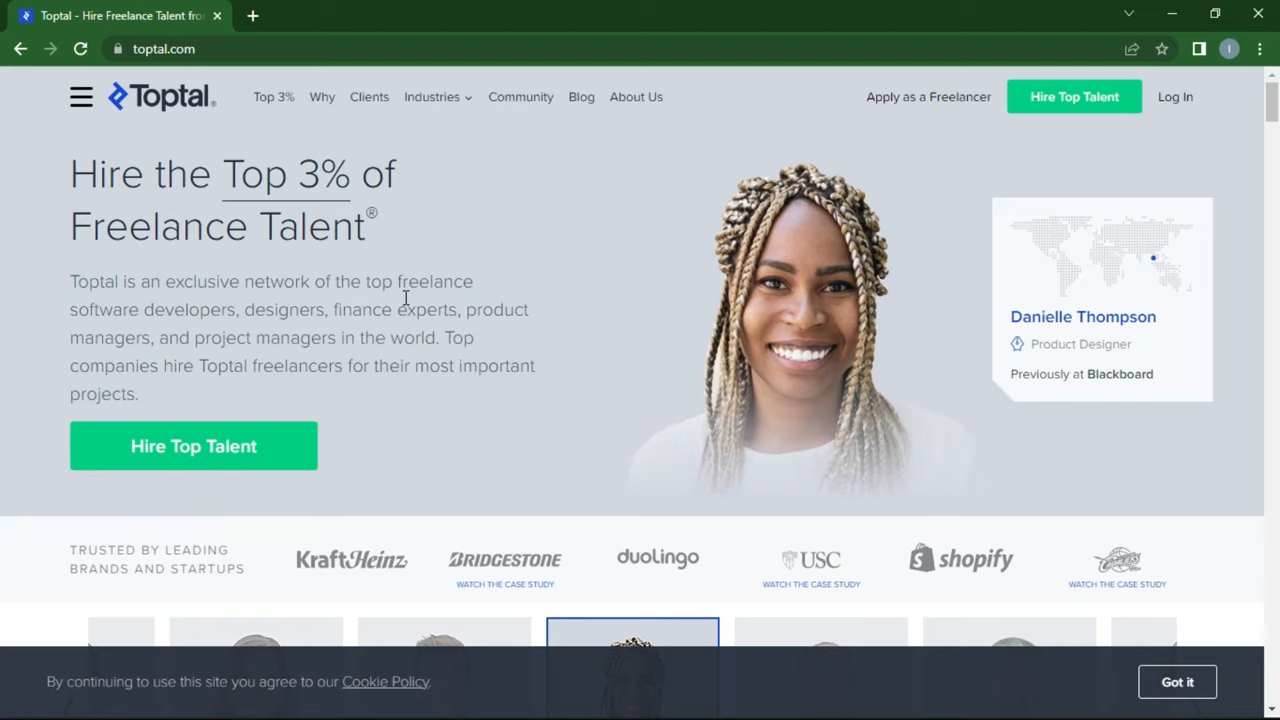 Toptal - Hire Freelance Talent fro
toptal.com
I
Toptal®
Top 3%
Why
Clients
Industries
Community
Blog
About Us
Apply as a Freelancer
Hire Top Talent
Log In
Hire the Top 3% of
Freelance Talent®
Toptal is an exclusive network of the top freelance
software developers, designers, finance experts, product
managers, and project managers in the world. Top
companies hire Toptal freelancers for their most important
projects.
Hire Top Talent
Danielle Thompson
Product Designer
Previously at Blackboard
TRUSTED BY LEADING
BRANDS AND STARTUPS
KraftHeinz
BRIDGESTONE
WATCH THE CASE STUDY
duolingo
USC
WATCH THE CASE STUDY
shopify
WATCH THE CASE STUDY
By continuing to use this site you agree to our Cookie Policy.
Got it